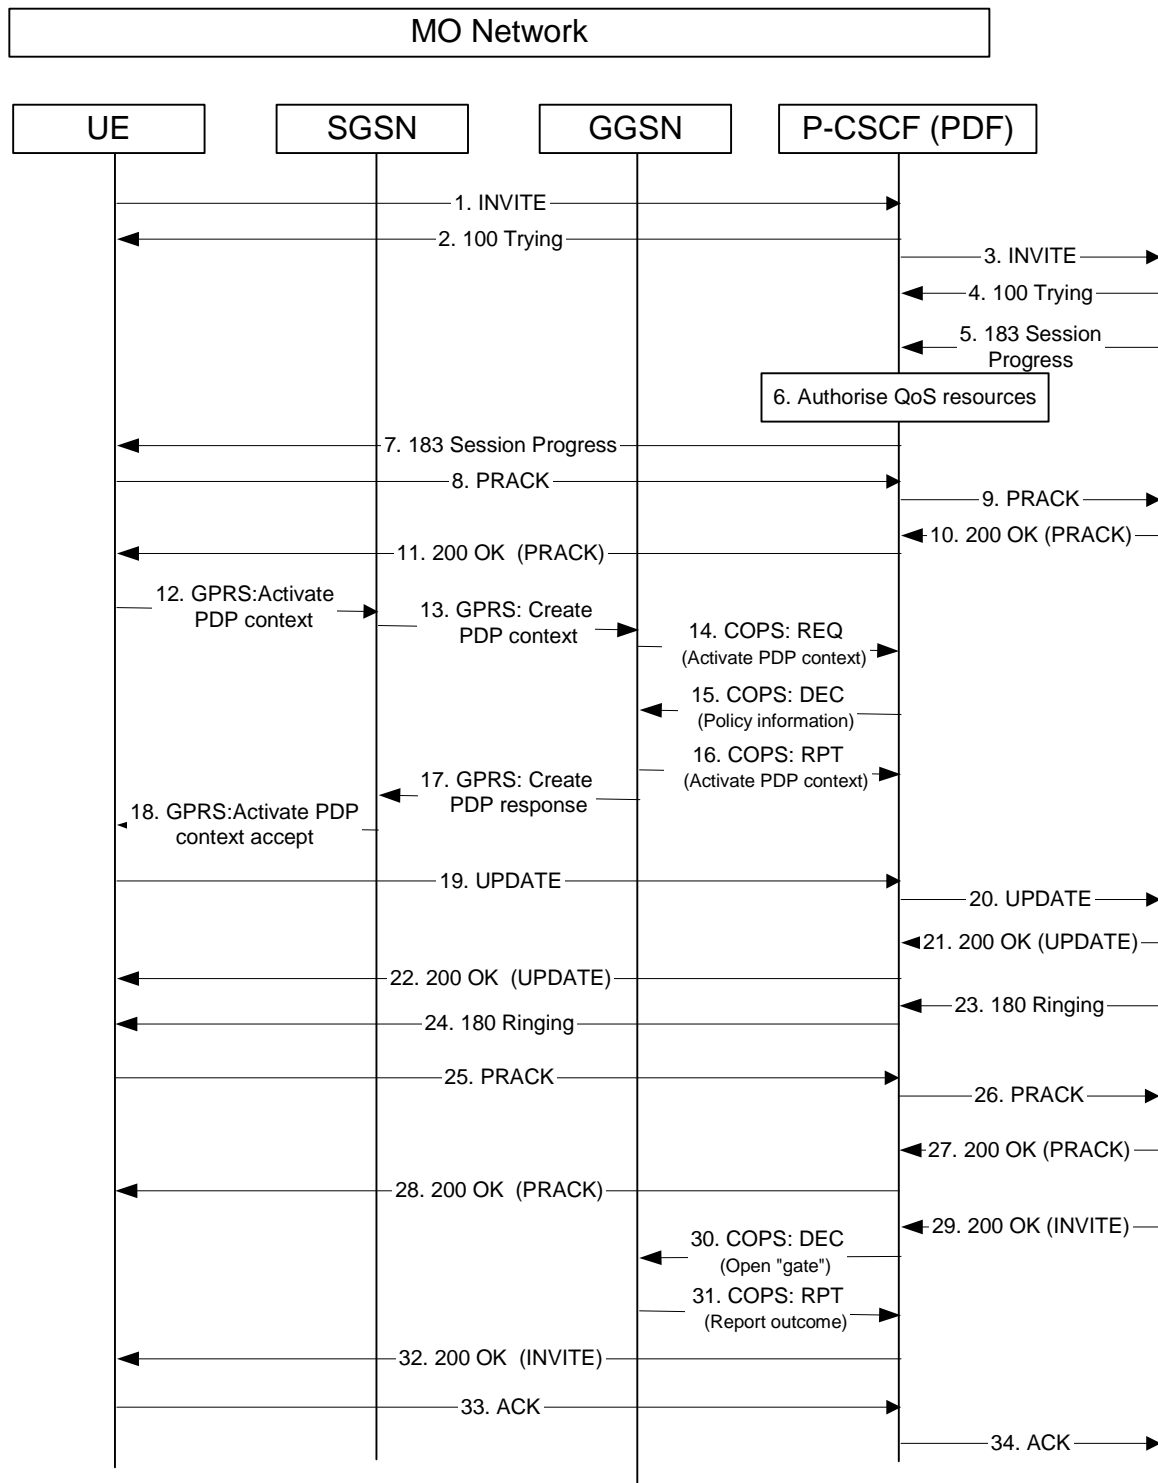 MO Network
UE
SGSN
GGSN
P-CSCF (PDF)
1. INVITE
2. 100 Trying
3. INVITE
4. 100 Trying
5. 183 Session
Progress
6. Authorise QoS resources
7. 183 Session Progress
8. PRACK
9. PRACK
10. 200 OK (PRACK)
11. 200 OK (PRACK)
12. GPRS:Activate
PDP context
13. GPRS: Create
PDP context
14. COPS: REQ
(Activate PDP context)
15. COPS: DEC
(Policy information)
16. COPS: RPT
(Activate PDP context)
17. GPRS: Create
PDP response
18. GPRS:Activate PDP
context accept
19. UPDATE
20. UPDATE
21. 200 OK (UPDATE)
22. 200 OK (UPDATE)
23. 180 Ringing
24. 180 Ringing
25. PRACK
26. PRACK
27. 200 OK (PRACK)
28. 200 OK (PRACK)
29. 200 OK (INVITE)
30. COPS: DEC
(Open "gate")
31. COPS: RPT
(Report outcome)
32. 200 OK (INVITE)
33. ACK
34. ACK